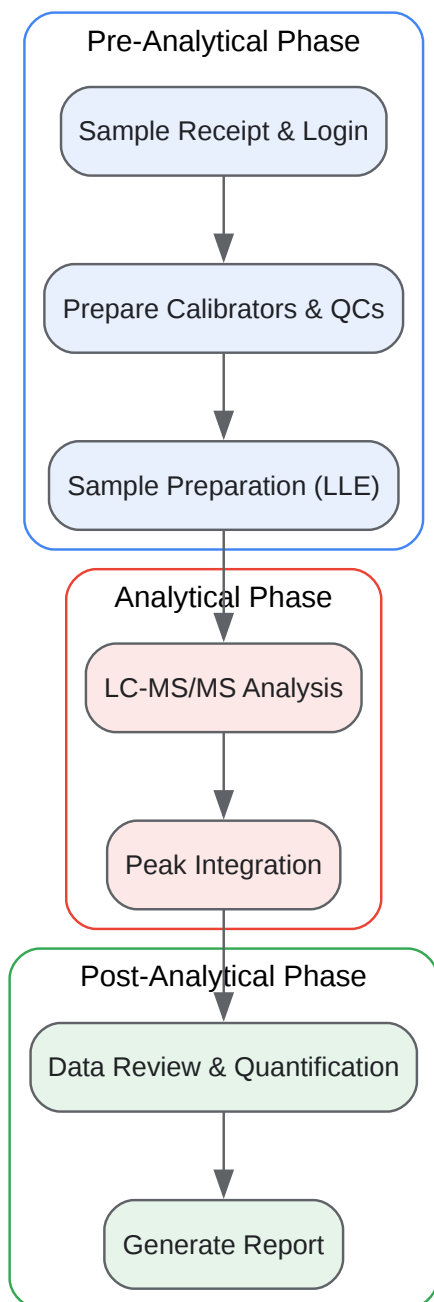 Pre-Analytical Phase
Sample Receipt & Login
Prepare Calibrators & QCs
Sample Preparation (LLE)
Analytical Phase
LC-MS/MS Analysis
Peak Integration
Post-Analytical Phase
Data Review & Quantification
Generate Report